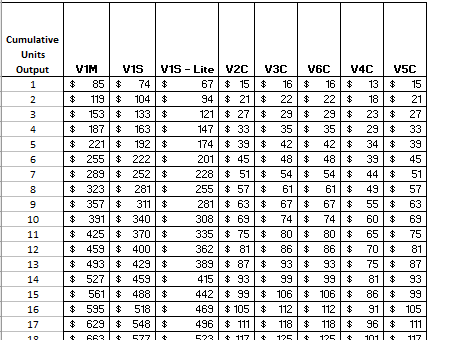 Cumulative
Units
Output V1M V1S V1S - Lite V2C V3C V6C V4C V5C
1 $ 85 $ 74 $ 67 $ 15 $ 16 $ 16 $ 13 $ 15
2 $ 119 $ 104 $ 94 $ 21 $ 22 $ 22 $ 18 $ 21
3 $ 153 $ 133 $ 121 $ 27 $ 29 $ 29 $ 23 $ 27
4 $ 187 $ 163 $ 147 $ 33 $ 35 $ 35 $ 29 $ 33
5 $ 221 $ 192 $ 174 $ 39 $ 42 $ 42 $ 34 $ 39
6 $ 255 $ 222 $ 201 $ 45 $ 48 $ 48 $ 39 $ 45
7 $ 289 $ 252 $ 228 $ 51 $ 54 $ 54 $ 44 $ 51
8 $ 323 $ 281 $ 255 $ 57 $ 61 $ 61 $ 49 $ 57
9 $ 357 $ 311 $ 281 $ 63 $ 67 $ 67 $ 55 $ 63
10 $ 391 $ 340 $ 308 $ 69 $ 74 $ 74 $ 60 $ 69
11 $ 425 $ 370 $ 335 $ 75 $ 80 $ 80 $ 65 $ 75
12 $ 459 $ 400 $ 362 $ 81 $ 86 $ 86 $ 70 $ 81
13 $ 493 $ 429 $ 389 $ 87 $ 93 $ 93 $ 75 $ 87
14 $ 527 $ 459 $ 415 $ 93 $ 99 $ 99 $ 81 $ 93
15 $ 561 $ 488 $ 442 $ 99 $ 106 $ 106 $ 86 $ 99
16 $ 595 $ 518 $ 469 $ 105 $ 112 $ 112 $ 91 $ 105
17 $ 629 $ 548 $ 496 $ 111 $ 118 $ 118 $ 96 $ 111
18 $ 663 $ 577 $ 523 $ 117 $ 125 $ 125 $ 101 $ 117